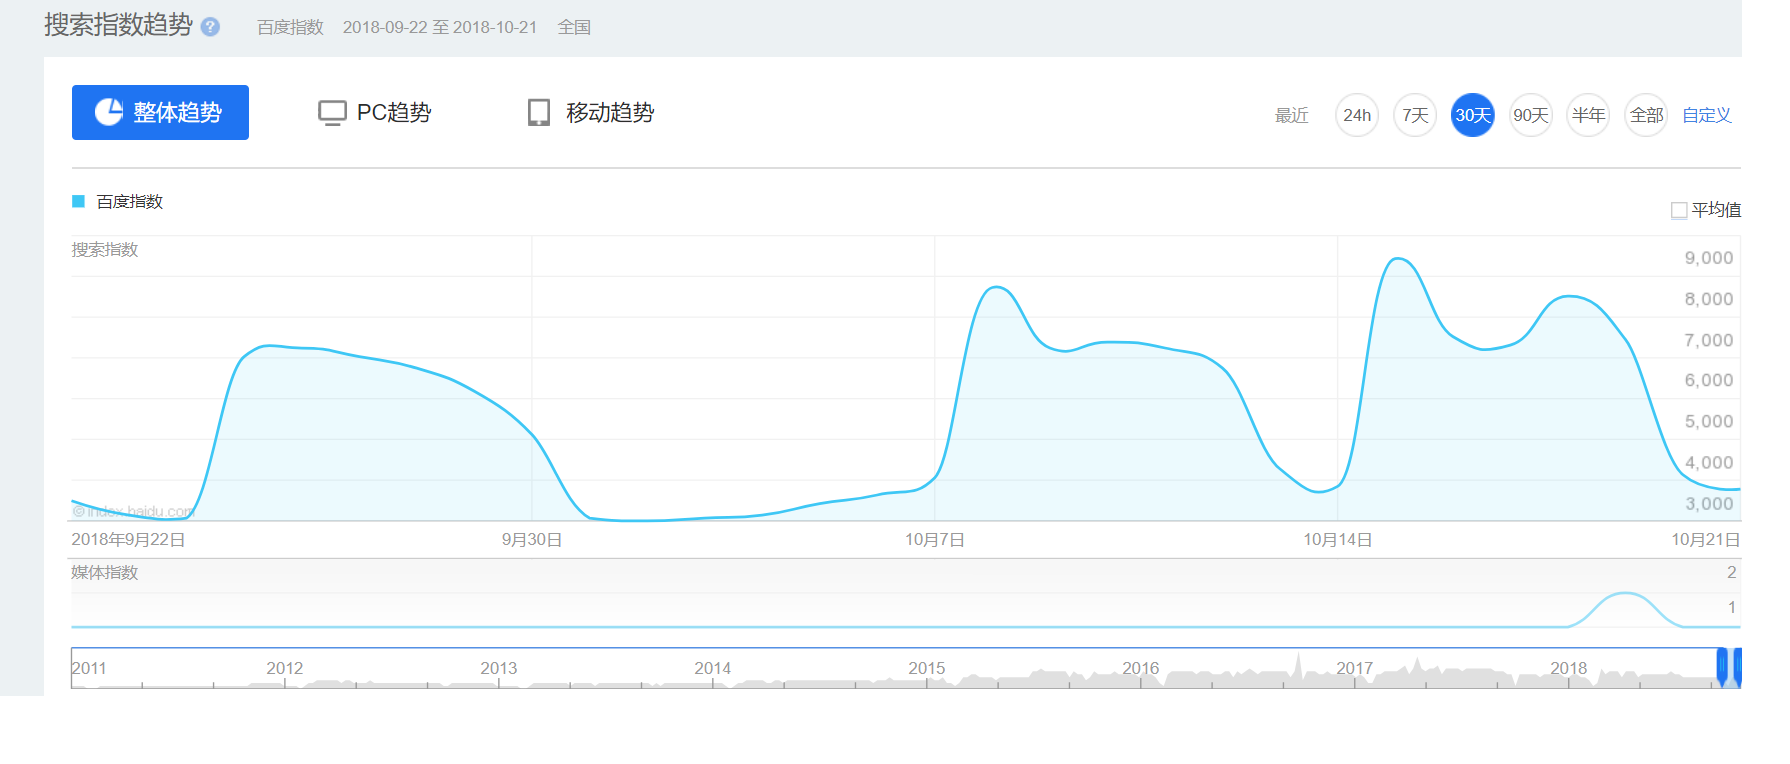 搜索指数趋势 ? 百度指数 2018-09-22 至 2018-10-21 全国
整体趋势 PC趋势 移动趋势 最近 24h 7天 30天 90天 半年 全部 自定义
百度指数
平均值
搜索指数
9,000
8,000
7,000
6,000
5,000
4,000
3,000
©index.baidu.com
2018年9月22日 9月30日 10月7日 10月14日 10月21日
媒体指数 2
1
2011 2012 2013 2014 2015 2016 2017 2018